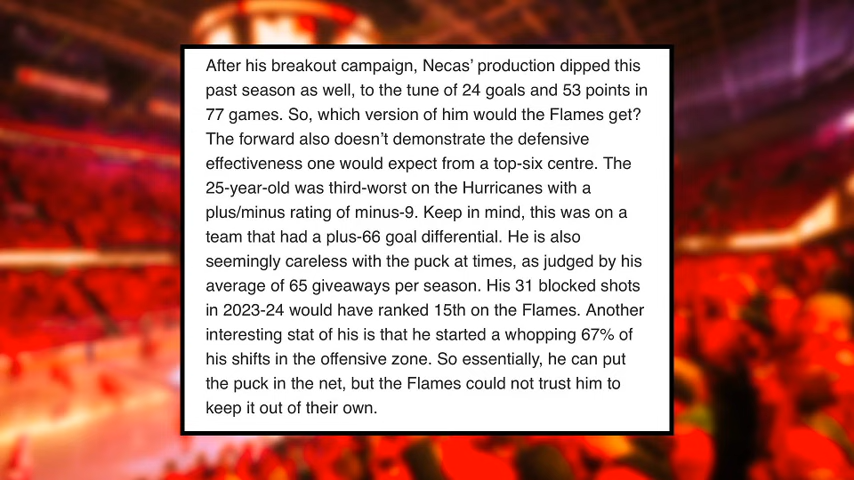 After his breakout campaign, Necas’ production dipped this
past season as well, to the tune of 24 goals and 53 points in
77 games. So, which version of him would the Flames get?
The forward also doesn’t demonstrate the defensive
effectiveness one would expect from a top-six centre. The
25-year-old was third-worst on the Hurricanes with a
plus/minus rating of minus-9. Keep in mind, this was on a
team that had a plus-66 goal differential. He is also
seemingly careless with the puck at times, as judged by his
average of 65 giveaways per season. His 31 blocked shots
in 2023-24 would have ranked 15th on the Flames. Another
interesting stat of his is that he started a whopping 67% of
his shifts in the offensive zone. So essentially, he can put
the puck in the net, but the Flames could not trust him to
keep it out of their own.